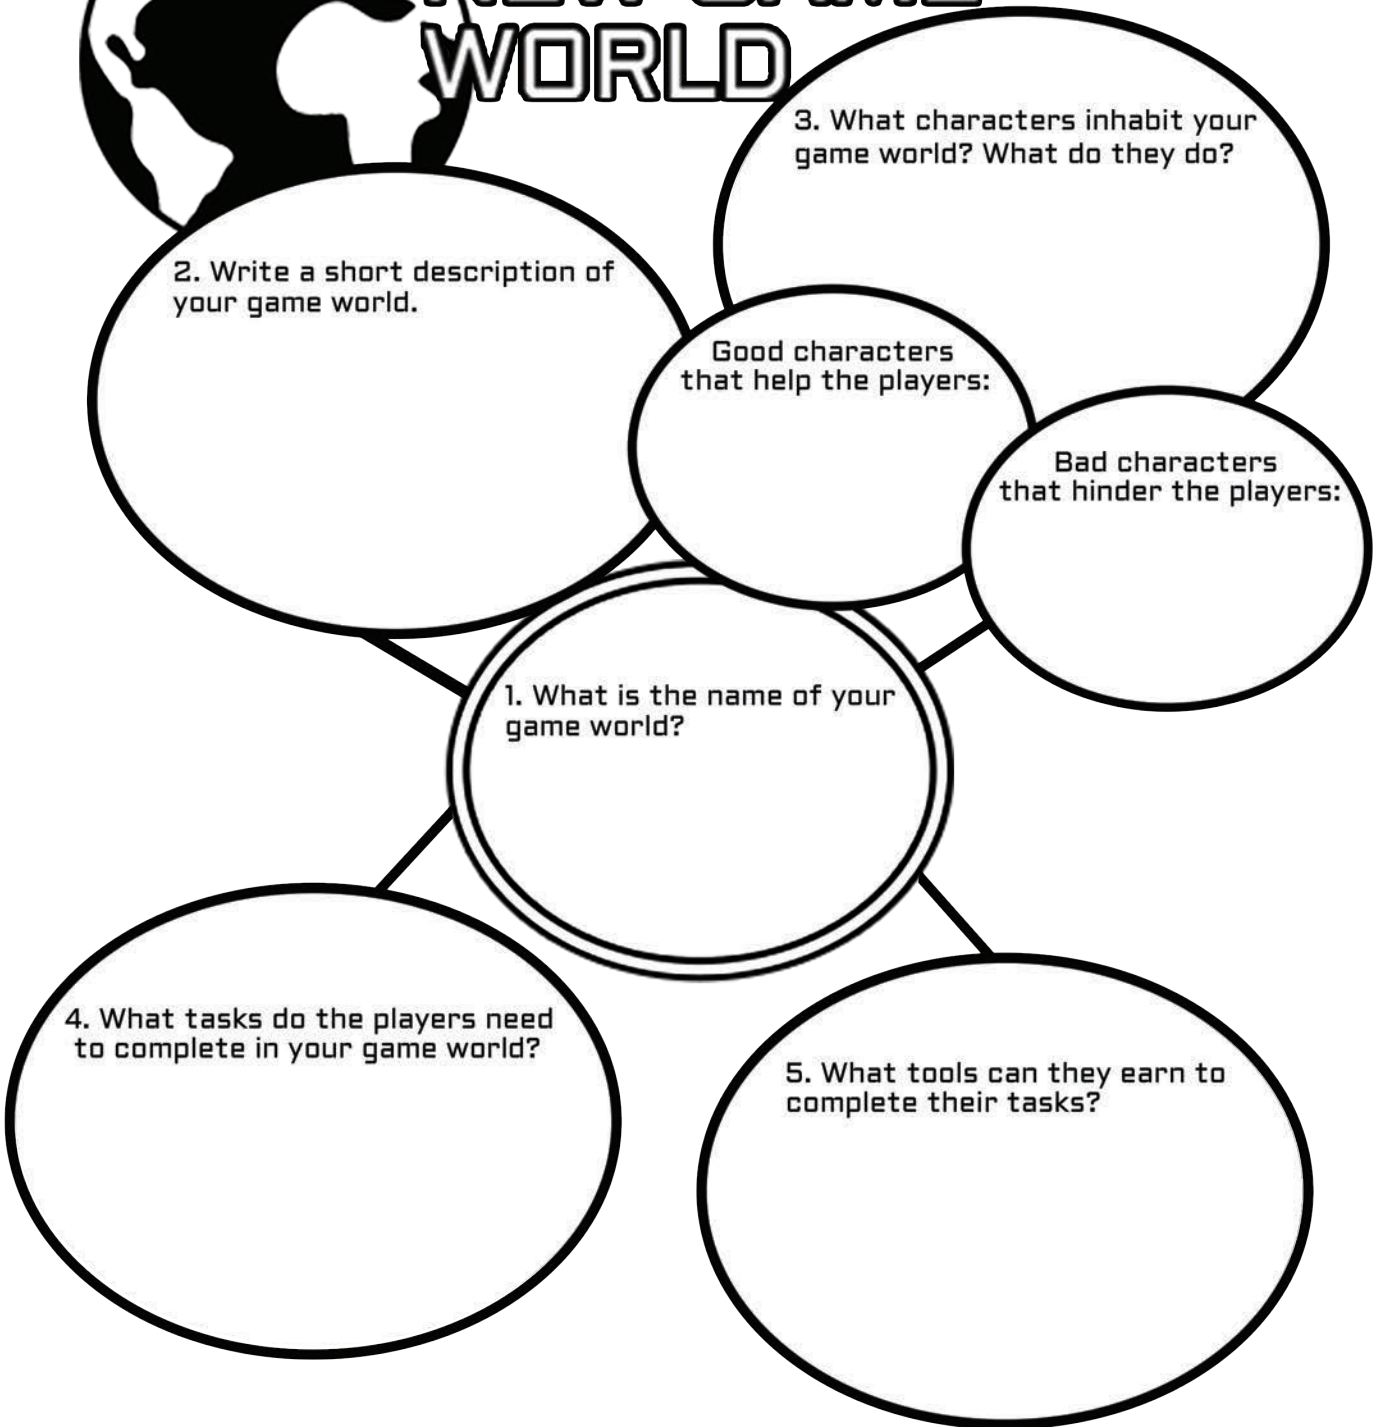 NEW GAME
WORLD
3. What characters inhabit your
game world? What do they do?
2. Write a short description of
your game world.
Good characters
that help the players:
Bad characters
that hinder the players:
1. What is the name of your
game world?
4. What tasks do the players need
to complete in your game world?
5. What tools can they earn to
complete their tasks?